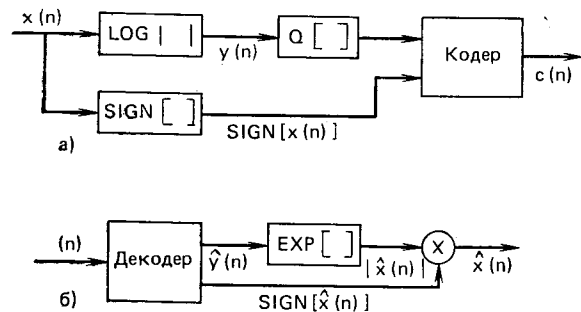 x (n)
LOG | |
y (n)
Q [ ]
Кодер
c (n)
SIGN [ ]
SIGN [x (n)]
а)
(n)
Декодер
ŷ (n)
EXP [ ]
|x̂ (n)|
X
x̂ (n)
SIGN [x̂ (n)]
б)